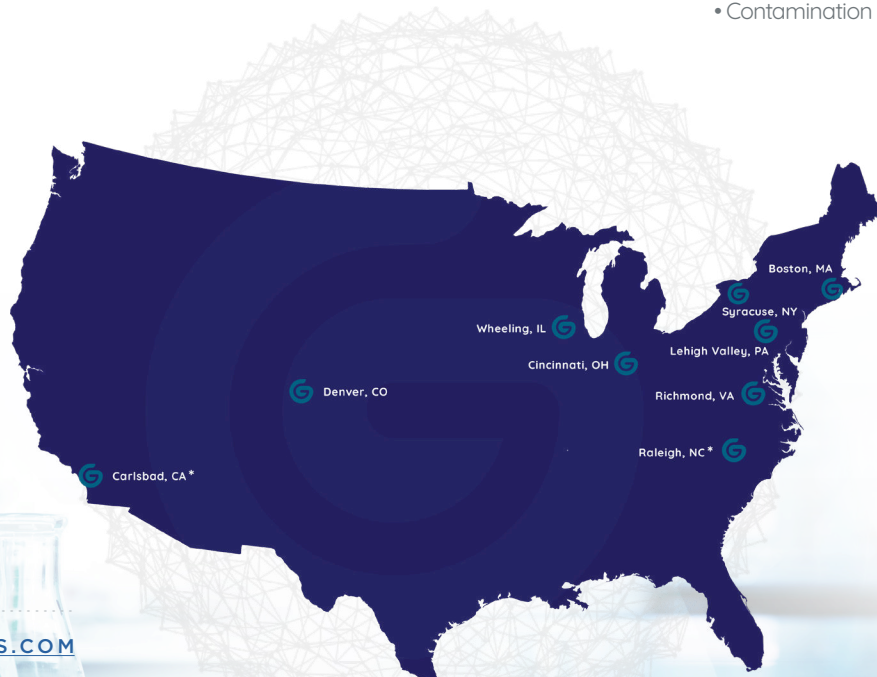 • Contamination
Boston, MA
Syracuse, NY
Wheeling, IL
Lehigh Valley, PA
Cincinnati, OH
Denver, CO
Richmond, VA
Raleigh, NC*
Carlsbad, CA*
S.COM